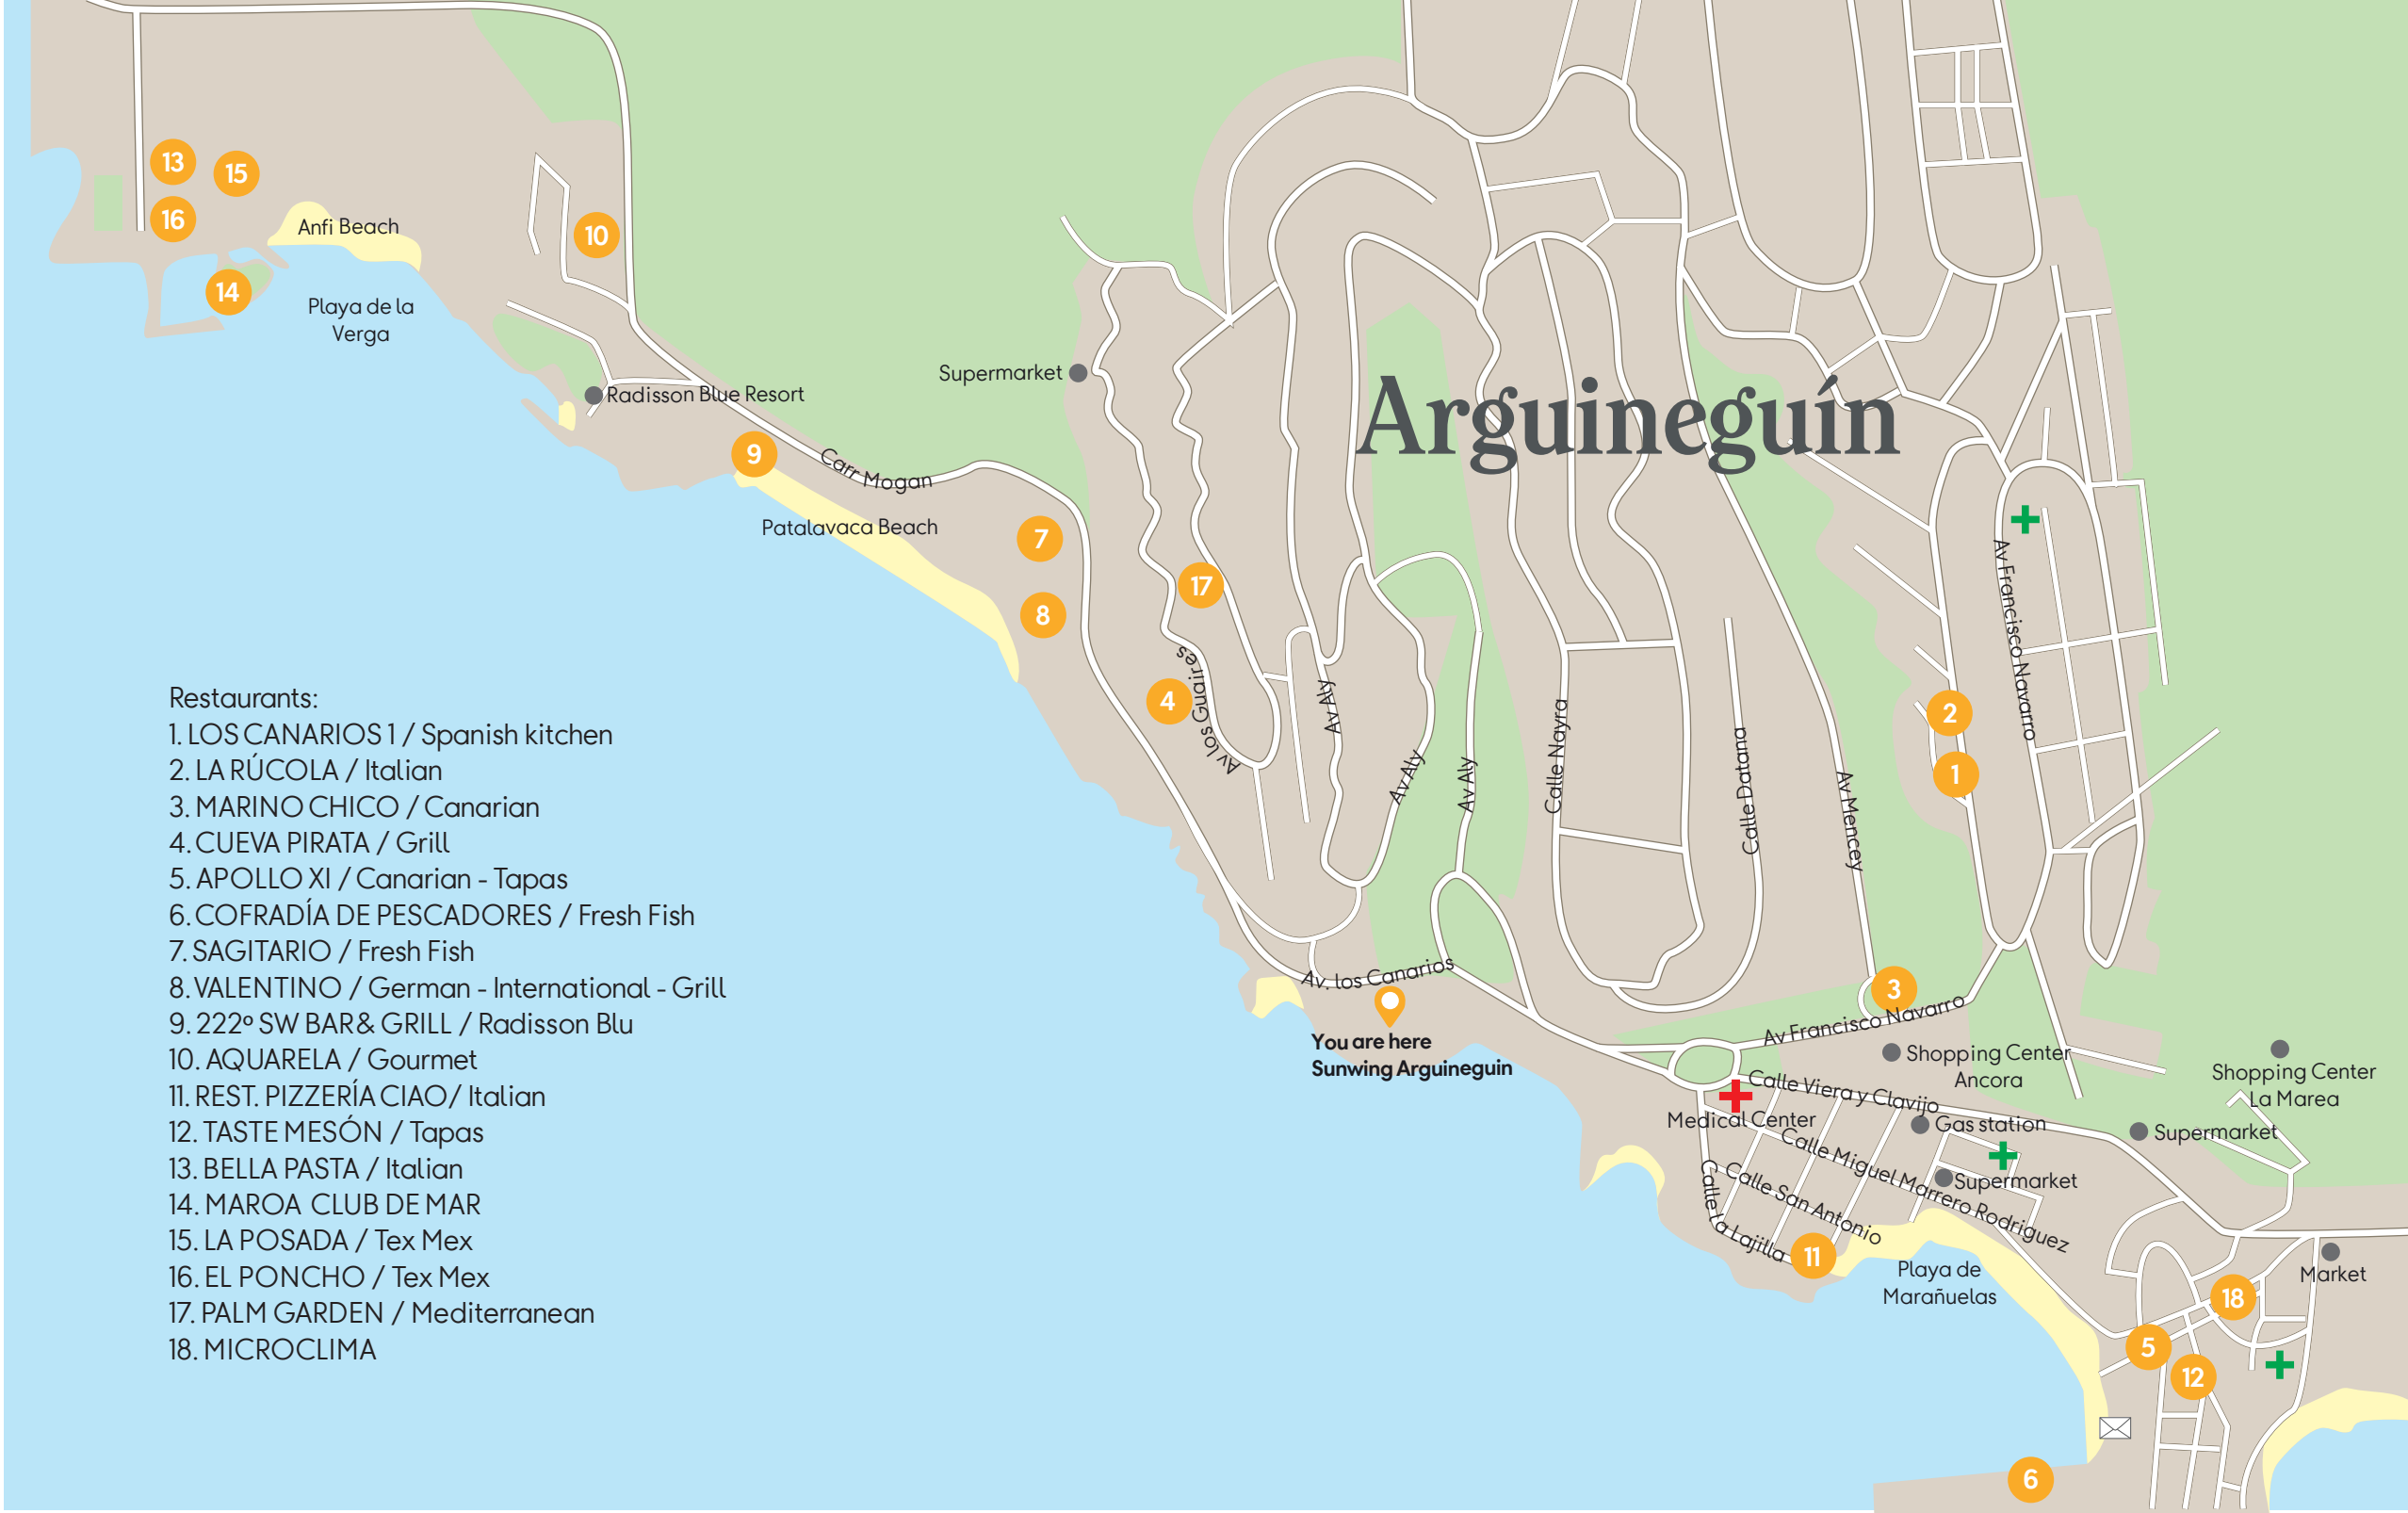 13
15
16
Anfi Beach
10
14
Playa de la
Verga
Supermarket
Radisson Blue Resort
Arguineguín
9
Carr Mogan
Patalavaca Beach
7
17
8
Av Francisco Navarro
4
Av los Guaires
Av Aly
Av Aly
Av Aly
Calle Nayra
Calle Datana
Av Mencey
2
1
Restaurants:
1. LOS CANARIOS 1 / Spanish kitchen
2. LA RÚCOLA / Italian
3. MARINO CHICO / Canarian
4. CUEVA PIRATA / Grill
5. APOLLO XI / Canarian - Tapas
6. COFRADÍA DE PESCADORES / Fresh Fish
7. SAGITARIO / Fresh Fish
8. VALENTINO / German - International - Grill
9. 222º SW BAR& GRILL / Radisson Blu
10. AQUARELA / Gourmet
11. REST. PIZZERÍA CIAO/ Italian
12. TASTE MESÓN / Tapas
13. BELLA PASTA / Italian
14. MAROA CLUB DE MAR
15. LA POSADA / Tex Mex
16. EL PONCHO / Tex Mex
17. PALM GARDEN / Mediterranean
18. MICROCLIMA
Av. los Canarios
You are here
Sunwing Arguineguin
3
Av Francisco Navarro
Shopping Center
Ancora
Shopping Center
La Marea
Calle Viera y Clavijo
Medical Center
Gas station
Supermarket
Calle Miguel Marrero Rodriguez
Supermarket
Calle San Antonio
Calle la Lajilla
11
Playa de
Marañuelas
Market
18
5
12
6